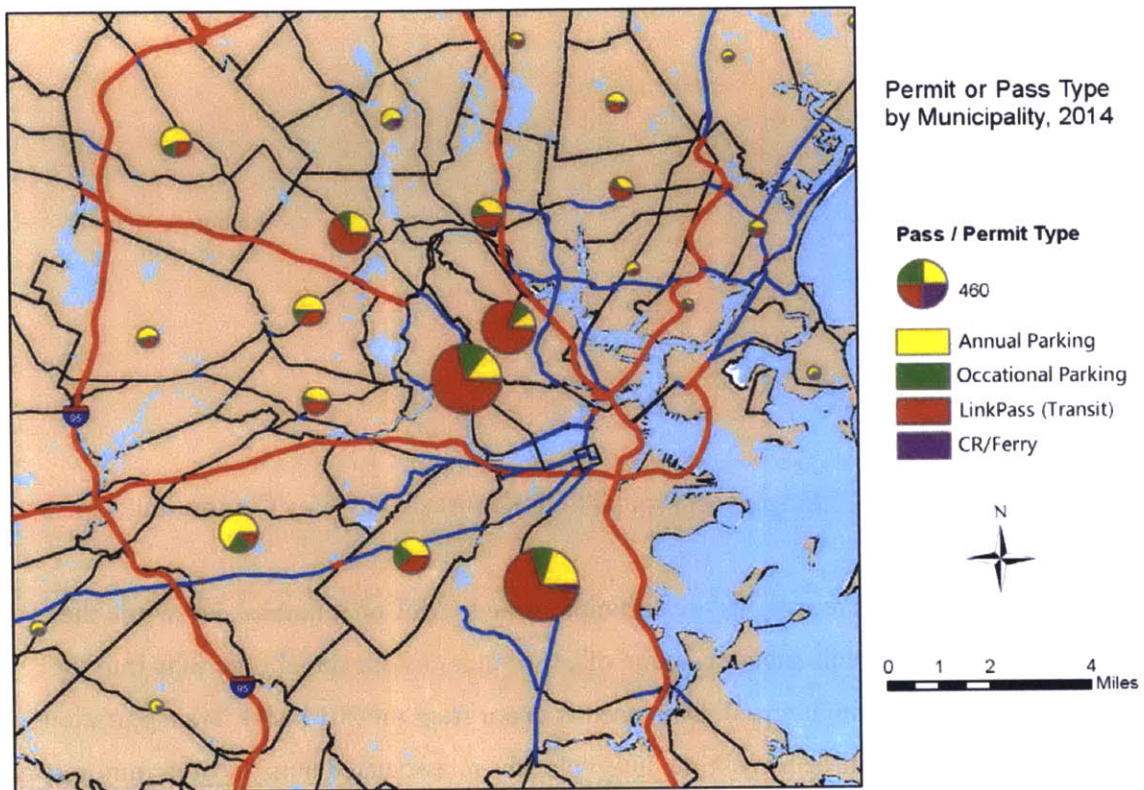 Permit or Pass Type
by Municipality, 2014
Pass / Permit Type
460
Annual Parking
Occational Parking
LinkPass (Transit)
CR/Ferry
N
0 1 2 4
Miles
95
95